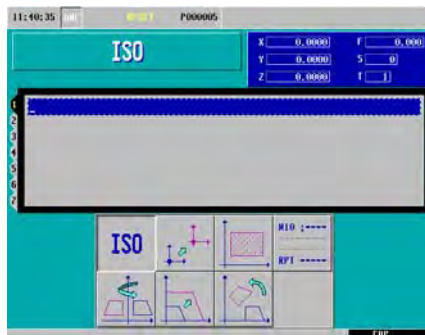 11:40:35 P000005
ISO
X 0.0000 F 0.000
Y 0.0000 S 0
Z 0.0000 T 1
1
2
3
4
5
6
7
ISO
M10 :----
RPT -----